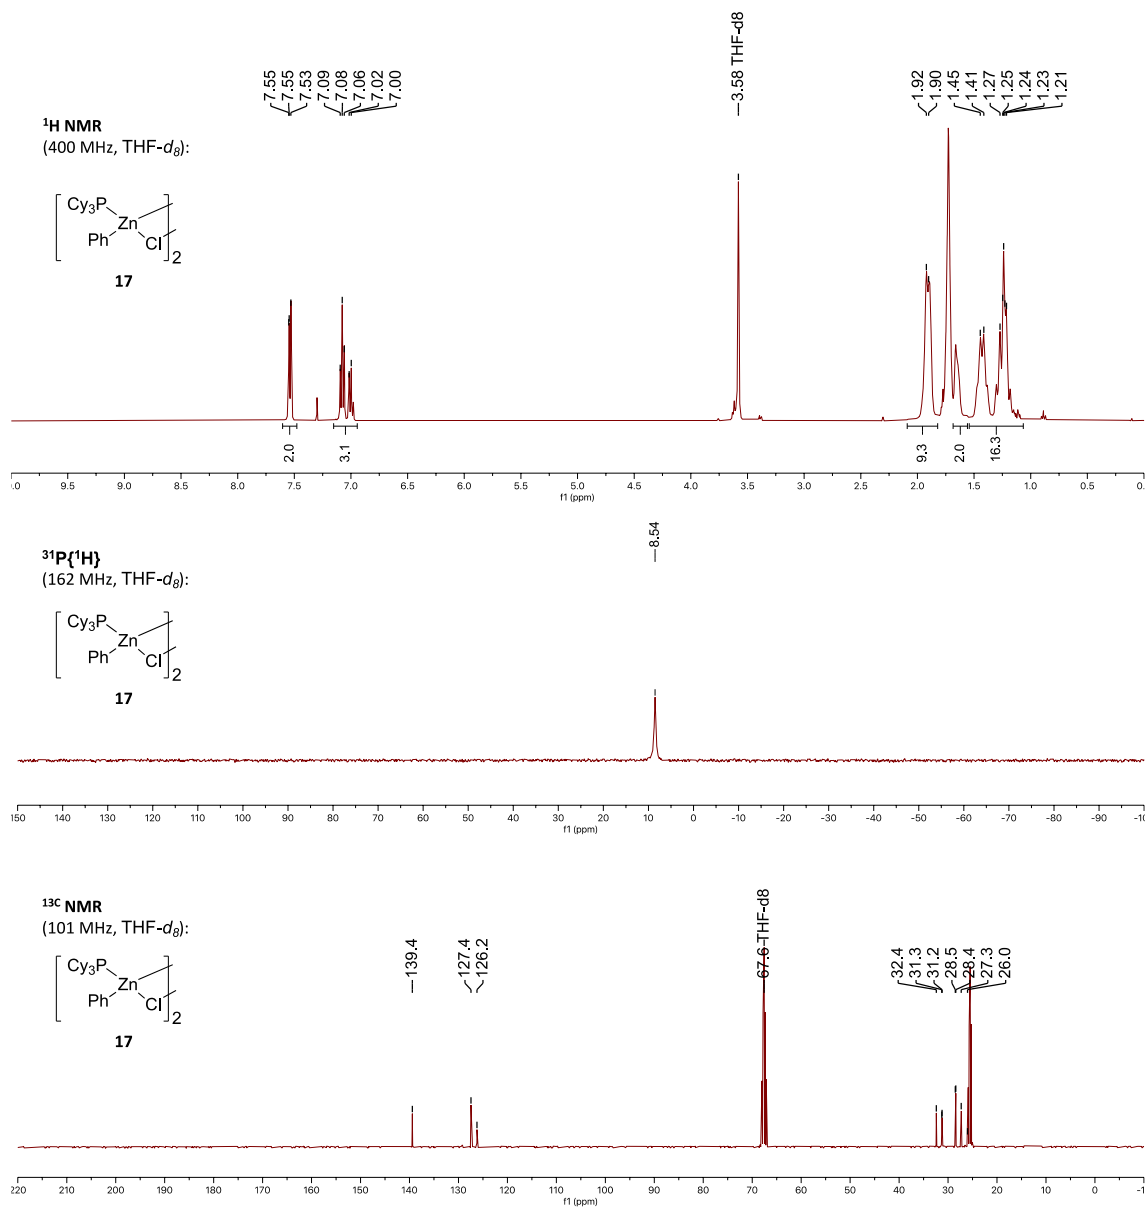 7.55
7.55
7.53
7.09
7.08
7.06
7.02
7.00
3.58 THF-d8
1.92
1.90
1.45
1.41
1.27
1.25
1.24
1.23
1.21
¹H NMR
(400 MHz, THF-d₈):
Cy₃P
Zn
Ph
Cl
2
17
2.0
3.1
9.3
2.0
16.3
.0 9.5 9.0 8.5 8.0 7.5 7.0 6.5 6.0 5.5 5.0 4.5 4.0 3.5 3.0 2.5 2.0 1.5 1.0 0.5 0.
f1 (ppm)
8.54
³¹P{¹H}
(162 MHz, THF-d₈):
Cy₃P
Zn
Ph
Cl
2
17
150 140 130 120 110 100 90 80 70 60 50 40 30 20 10 0 -10 -20 -30 -40 -50 -60 -70 -80 -90 -10
f1 (ppm)
¹³ᶜ NMR
(101 MHz, THF-d₈):
139.4
127.4
126.2
67.6 THF-d8
32.4
31.3
31.2
28.5
28.4
27.3
26.0
Cy₃P
Zn
Ph
Cl
2
17
220 210 200 190 180 170 160 150 140 130 120 110 100 90 80 70 60 50 40 30 20 10 0 -1
f1 (ppm)